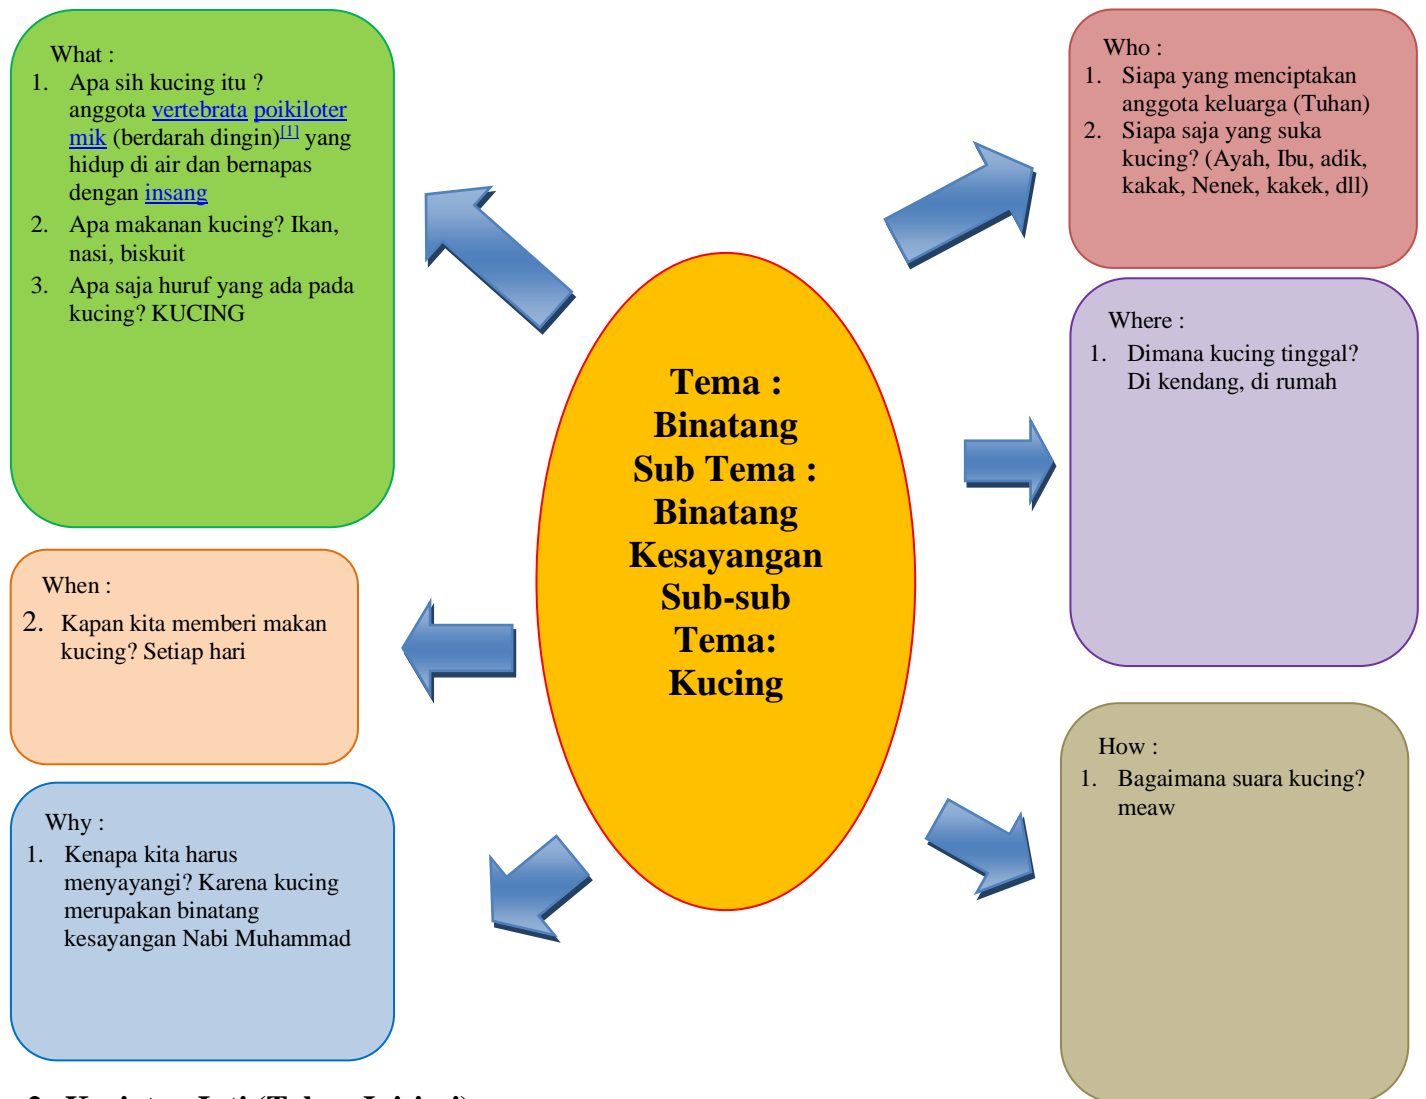 What :
1. Apa sih kucing itu ?
anggota vertebrata poikiloter
mik (berdarah dingin)[1] yang
hidup di air dan bernapas
dengan insang
2. Apa makanan kucing? Ikan,
nasi, biskuit
3. Apa saja huruf yang ada pada
kucing? KUCING
When :
2. Kapan kita memberi makan
kucing? Setiap hari
Why :
1. Kenapa kita harus
menyayangi? Karena kucing
merupakan binatang
kesayangan Nabi Muhammad
Tema :
Binatang
Sub Tema :
Binatang
Kesayangan
Sub-sub
Tema:
Kucing
Who :
1. Siapa yang menciptakan
anggota keluarga (Tuhan)
2. Siapa saja yang suka
kucing? (Ayah, Ibu, adik,
kakak, Nenek, kakek, dll)
Where :
1. Dimana kucing tinggal?
Di kendang, di rumah
How :
1. Bagaimana suara kucing?
meaw